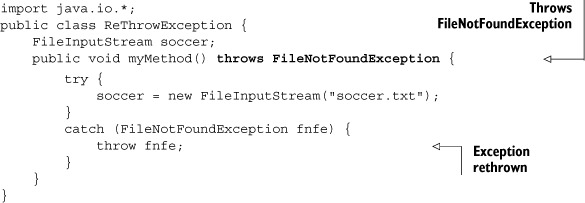 import java.io.*;
public class ReThrowException {
    FileInputStream soccer;
    public void myMethod() throws FileNotFoundException {
        try {
            soccer = new FileInputStream("soccer.txt");
        }
        catch (FileNotFoundException fnfe) {
            throw fnfe;
        }
    }
}
Throws
FileNotFoundException
Exception
rethrown